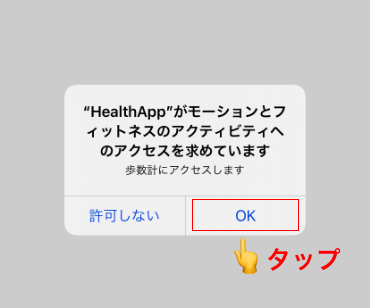 “HealthApp”がモーションとフ
ィットネスのアクティビティへ
のアクセスを求めています
歩数計にアクセスします
許可しない
OK
タップ